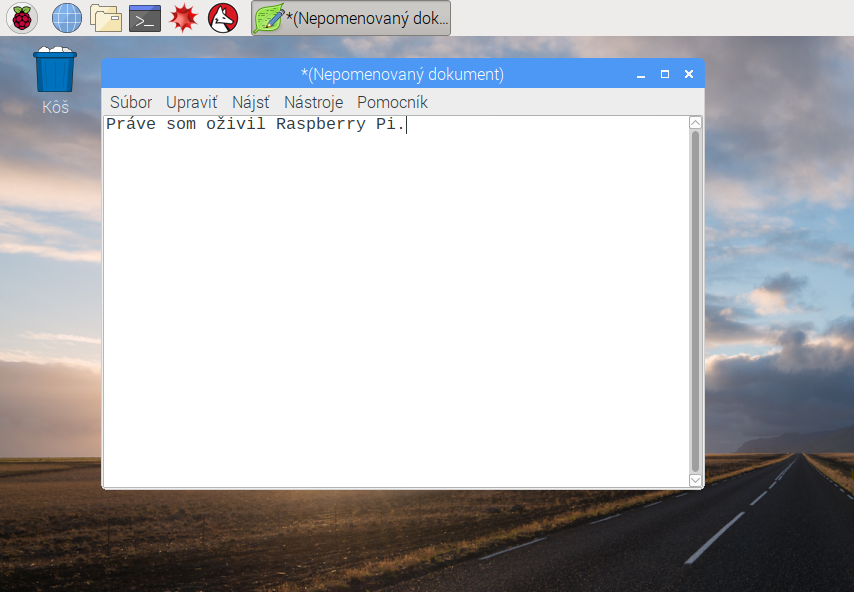 *(Nepomenovaný dok...
Kôš
*(Nepomenovaný dokument)
Súbor Upraviť Nájsť Nástroje Pomocník
Práve som oživil Raspberry Pi.